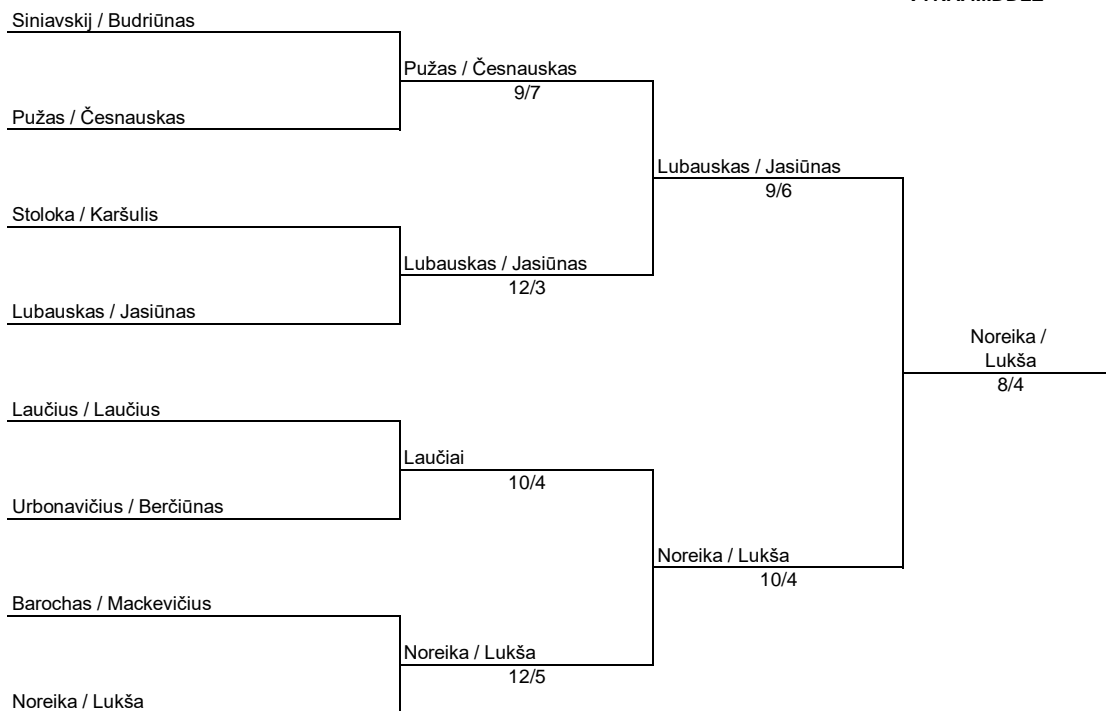 Siniavskij / Budriūnas
Pužas / Česnauskas
9/7
Pužas / Česnauskas
Lubauskas / Jasiūnas
9/6
Stoloka / Karšulis
Lubauskas / Jasiūnas
12/3
Lubauskas / Jasiūnas
Noreika /
Lukša
8/4
Laučius / Laučius
Laučiai
10/4
Urbonavičius / Berčiūnas
Noreika / Lukša
10/4
Barochas / Mackevičius
Noreika / Lukša
12/5
Noreika / Lukša